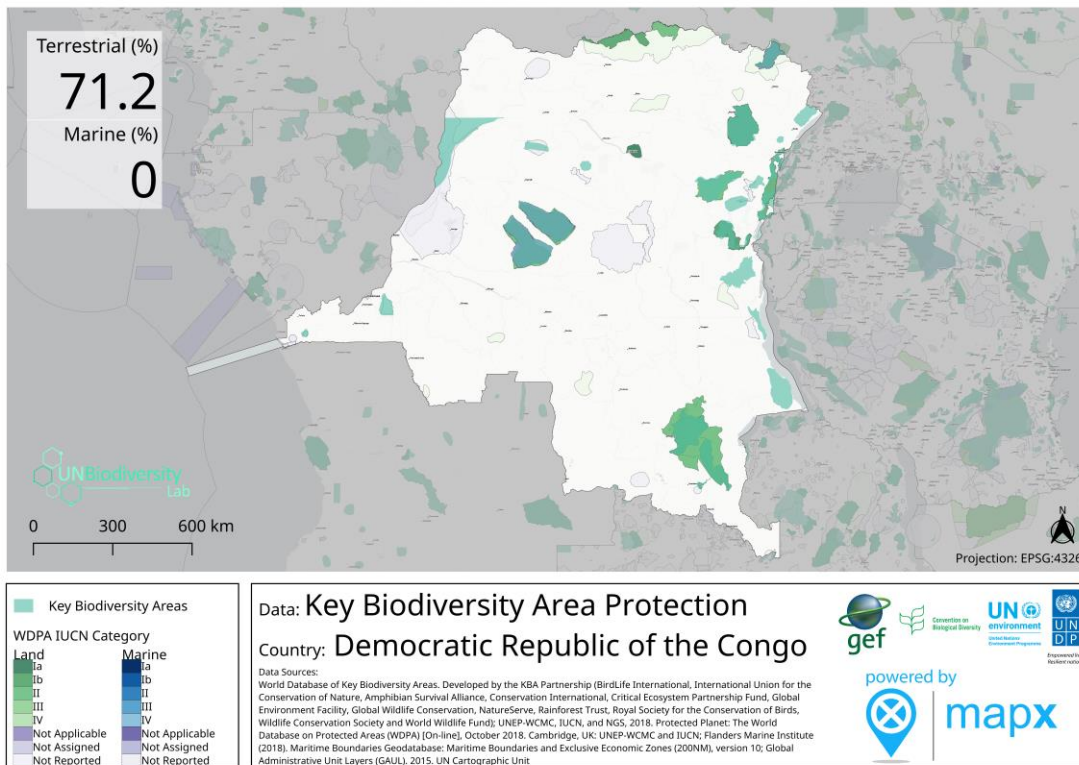 Terrestrial (%)
71.2
Marine (%)
0
UNBiodiversity
Lab
0 300 600 km
N
Projection: EPSG:4326
Key Biodiversity Areas
WDPA IUCN Category
Land Marine
Ia Ia
Ib Ib
II II
III III
IV IV
Not Applicable Not Applicable
Not Assigned Not Assigned
Not Reported Not Reported
Data: Key Biodiversity Area Protection
Country: Democratic Republic of the Congo
Data Sources:
World Database of Key Biodiversity Areas. Developed by the KBA Partnership (BirdLife International, International Union for the
Conservation of Nature, Amphibian Survival Alliance, Conservation International, Critical Ecosystem Partnership Fund, Global
Environment Facility, Global Wildlife Conservation, NatureServe, Rainforest Trust, Royal Society for the Conservation of Birds,
Wildlife Conservation Society and World Wildlife Fund); UNEP-WCMC, IUCN, and NGS, 2018. Protected Planet: The World
Database on Protected Areas (WDPA) [On-line], October 2018. Cambridge, UK: UNEP-WCMC and IUCN; Flanders Marine Institute
(2018). Maritime Boundaries Geodatabase: Maritime Boundaries and Exclusive Economic Zones (200NM), version 10; Global
Administrative Unit Layers (GAUL). 2015. UN Cartographic Unit
gef
Convention on
Biological Diversity
UN
environment
United Nations
Environment Programme
U N
D P
Empowered lives.
Resilient nations.
powered by
mapx